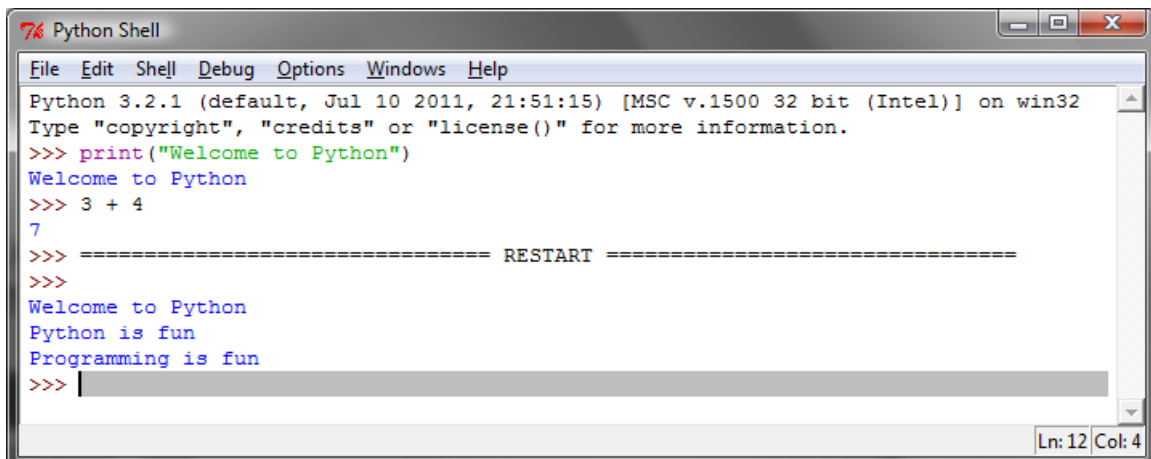 Python Shell
File Edit Shell Debug Options Windows Help
Python 3.2.1 (default, Jul 10 2011, 21:51:15) [MSC v.1500 32 bit (Intel)] on win32
Type "copyright", "credits" or "license()" for more information.
>>> print("Welcome to Python")
Welcome to Python
>>> 3 + 4
7
>>> ================================ RESTART ================================
>>>
Welcome to Python
Python is fun
Programming is fun
>>>
Ln: 12 Col: 4